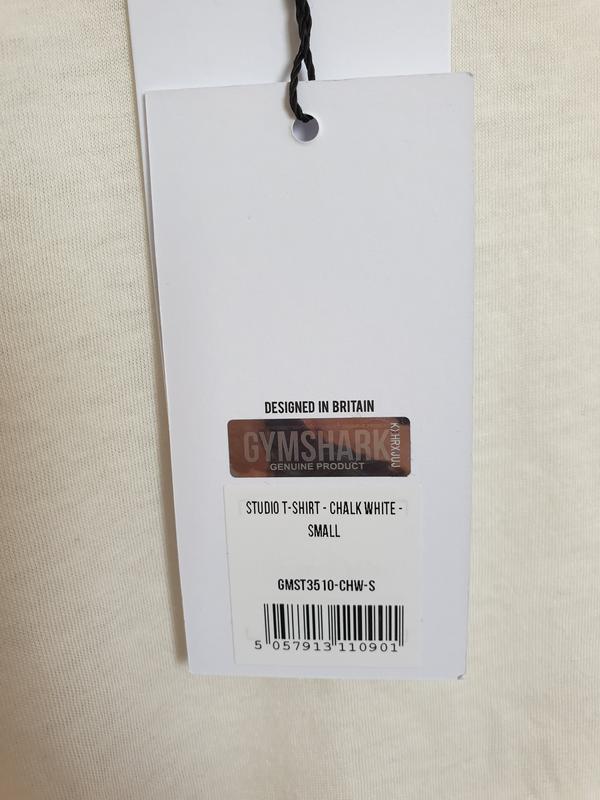 DESIGNED IN BRITAIN
GYMSHARK
GENUINE PRODUCT
STUDIO T-SHIRT - CHALK WHITE -
SMALL
GMST3510-CHW-S
5 057913 110901